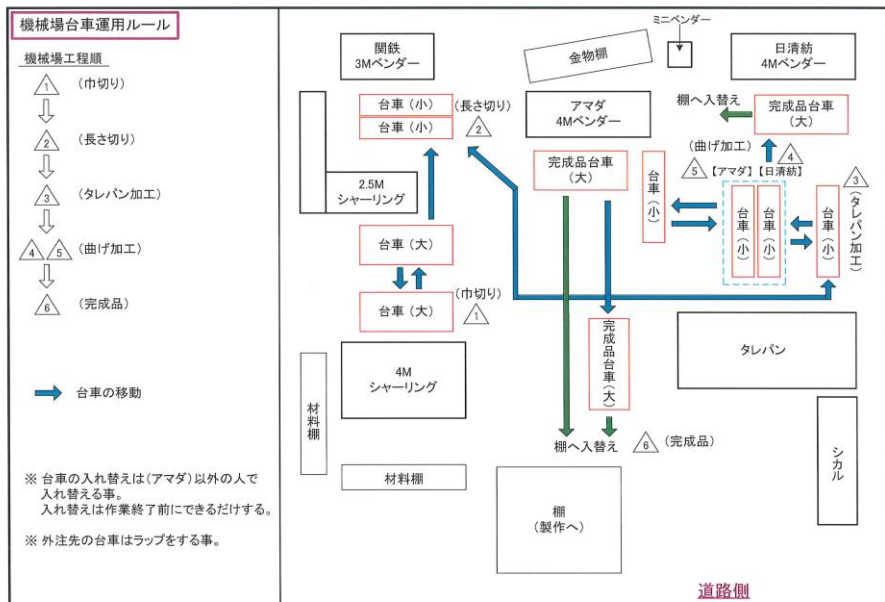 機械場台車運用ルール
機械場工程順
1 (巾切り)
2 (長さ切り)
3 (タレパン加工)
4 5 (曲げ加工)
6 (完成品)
台車の移動
※ 台車の入れ替えは(アマダ)以外の人で
入れ替える事。
入れ替えは作業終了前にできるだけする。
※ 外注先の台車はラップをする事。
関鉄
3Mベンダー
金物棚
ミニベンダー
日清紡
4Mベンダー
台車(小)
台車(小)
(長さ切り)
2
アマダ
4Mベンダー
棚へ入替え
完成品台車
(大)
2.5M
シャーリング
完成品台車
(大)
台車(小)
(曲げ加工)
5
【アマダ】
4
【日清紡】
台車(小)
台車(小)
台車(小)
3
(タレパン加工)
台車(大)
台車(大)
(巾切り)
1
4M
シャーリング
完成品台車(大)
タレパン
材料棚
材料棚
棚へ入替え
6 (完成品)
シカル
棚
(製作へ)
道路側